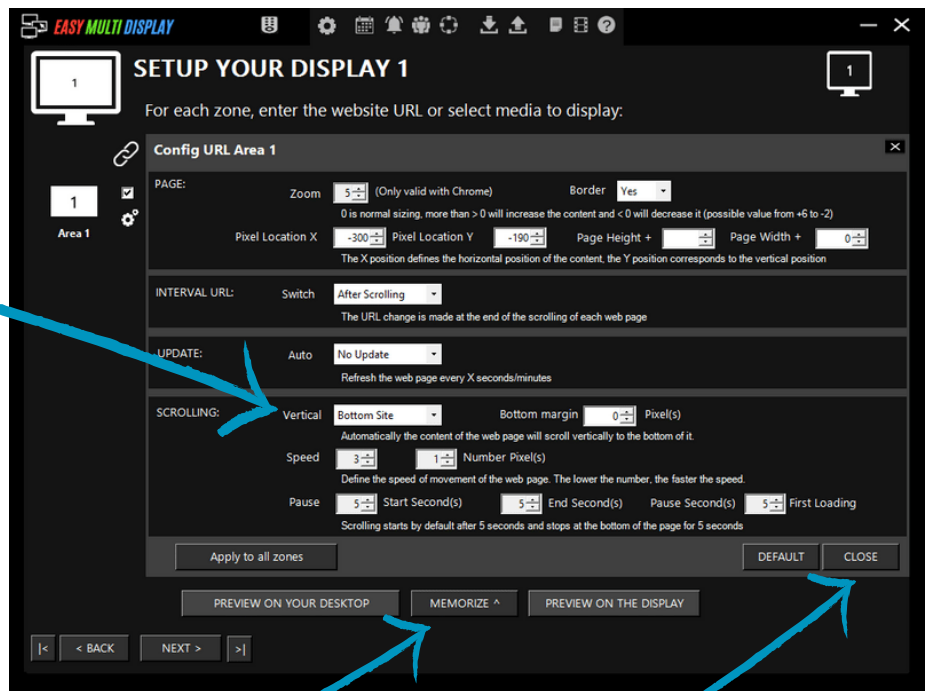 EASY MULTI DISPLAY
1 SETUP YOUR DISPLAY 1 1
For each zone, enter the website URL or select media to display:
Config URL Area 1
1
Area 1
PAGE: Zoom 5 (Only valid with Chrome) Border Yes
0 is normal sizing, more than > 0 will increase the content and < 0 will decrease it (possible value from +6 to -2)
Pixel Location X -300 Pixel Location Y -190 Page Height + Page Width + 0
The X position defines the horizontal position of the content, the Y position corresponds to the vertical position
INTERVAL URL: Switch After Scrolling
The URL change is made at the end of the scrolling of each web page
UPDATE: Auto No Update
Refresh the web page every X seconds/minutes
SCROLLING: Vertical Bottom Site Bottom margin 0 Pixel(s)
Automatically the content of the web page will scroll vertically to the bottom of it.
Speed 3 1 Number Pixel(s)
Define the speed of movement of the web page. The lower the number, the faster the speed.
Pause 5 Start Second(s) 5 End Second(s) Pause Second(s) 5 First Loading
Scrolling starts by default after 5 seconds and stops at the bottom of the page for 5 seconds
Apply to all zones DEFAULT CLOSE
PREVIEW ON YOUR DESKTOP MEMORIZE ^ PREVIEW ON THE DISPLAY
|< < BACK NEXT > >|